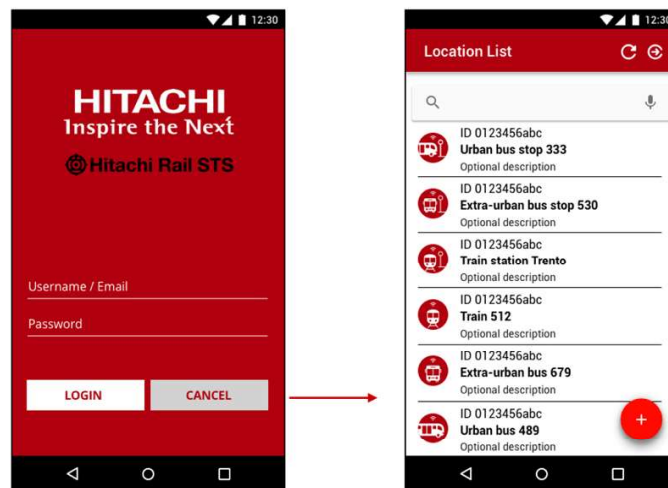 12:30
HITACHI
Inspire the Next
Hitachi Rail STS
Username / Email
Password
LOGIN
CANCEL
12:30
Location List
ID 0123456abc
Urban bus stop 333
Optional description
ID 0123456abc
Extra-urban bus stop 530
Optional description
ID 0123456abc
Train station Trento
Optional description
ID 0123456abc
Train 512
Optional description
ID 0123456abc
Extra-urban bus 679
Optional description
ID 0123456abc
Urban bus 489
Optional description
+